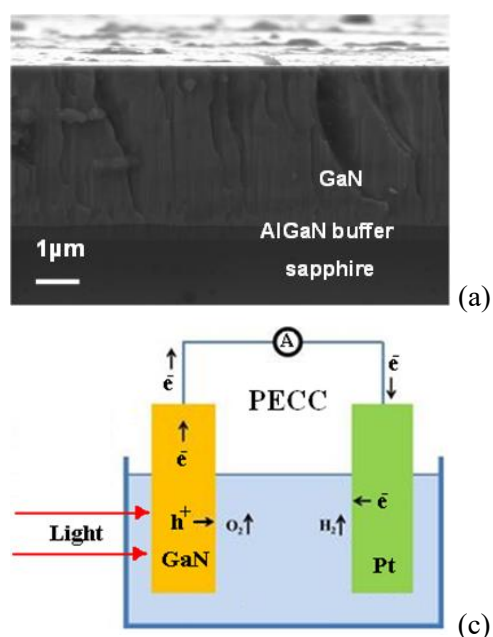 GaN
AlGaN buffer
1µm
sapphire
(a)
A
ē
ē
PECC
ē
h⁺
O₂
H₂
ē
Light
GaN
Pt
(c)